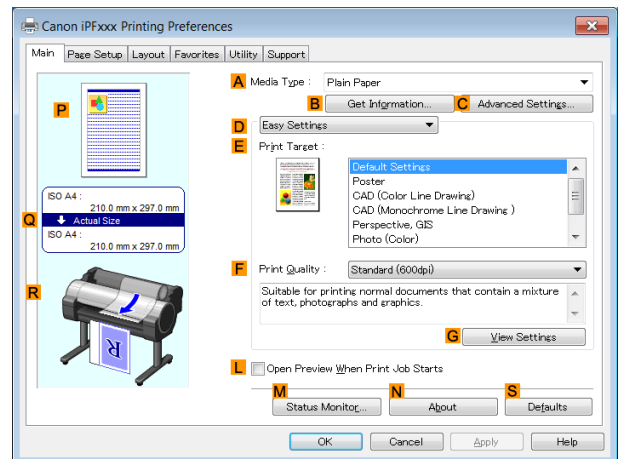 Canon iPFxxx Printing Preferences
Main Page Setup Layout Favorites Utility Support
A Media Type : Plain Paper
B Get Information... C Advanced Settings...
D Easy Settings
E Print Target :
Default Settings
Poster
CAD (Color Line Drawing)
CAD (Monochrome Line Drawing )
Perspective, GIS
Photo (Color)
P
ISO A4 :
210.0 mm x 297.0 mm
Q Actual Size
ISO A4 :
210.0 mm x 297.0 mm
F Print Quality : Standard (600dpi)
Suitable for printing normal documents that contain a mixture
of text, photographs and graphics.
R
R
G View Settings
L Open Preview When Print Job Starts
M N S
Status Monitor... About Defaults
OK Cancel Apply Help